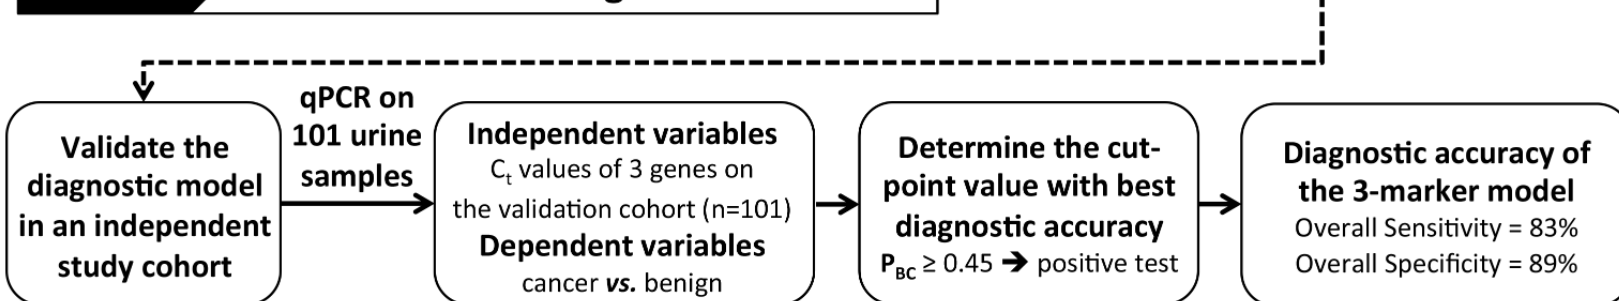 Validate the
diagnostic model
in an independent
study cohort
qPCR on
101 urine
samples
Independent variables
Ct values of 3 genes on
the validation cohort (n=101)
Dependent variables
cancer vs. benign
Determine the cut-
point value with best
diagnostic accuracy
PBC ≥ 0.45 ➔ positive test
Diagnostic accuracy of
the 3-marker model
Overall Sensitivity = 83%
Overall Specificity = 89%